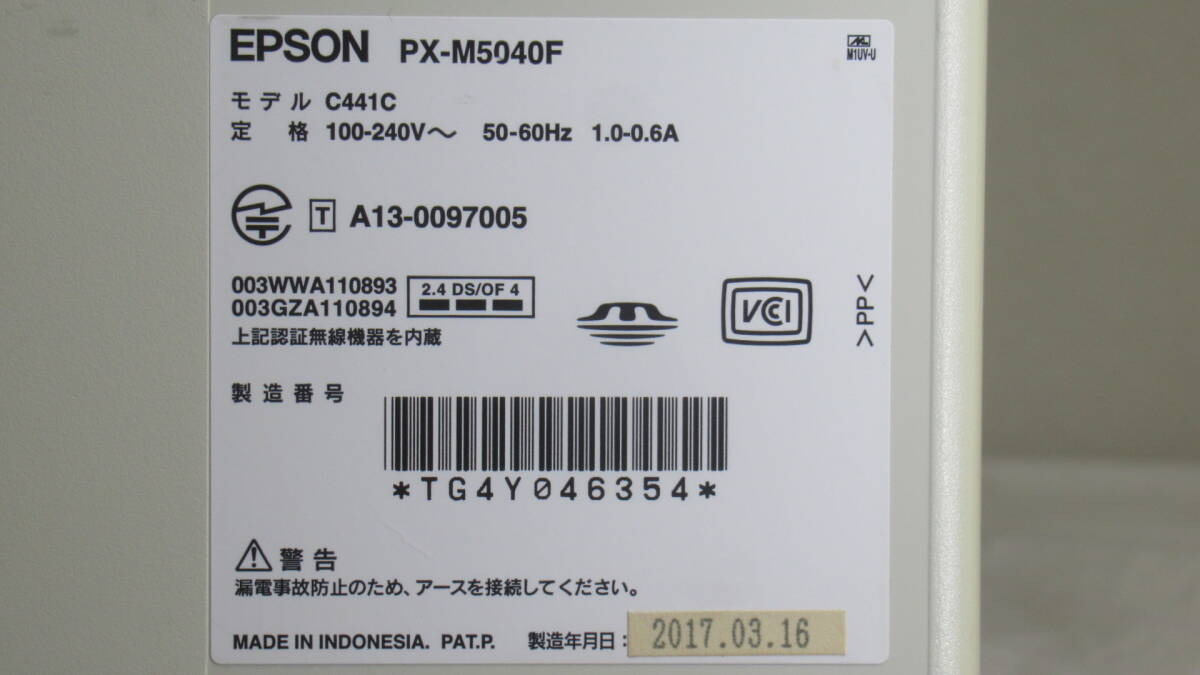 EPSON PX-M5040F
M1UV-U
モデル C441C
定 格 100-240V～ 50-60Hz 1.0-0.6A
T A13-0097005
003WWA110893
003GZA110894
2.4 DS/OF 4
上記認証無線機器を内蔵
VCCI
>PP<
製造番号
*TG4Y046354*
警告
漏電事故防止のため、アースを接続してください。
MADE IN INDONESIA. PAT.P. 製造年月日: 2017.03.16